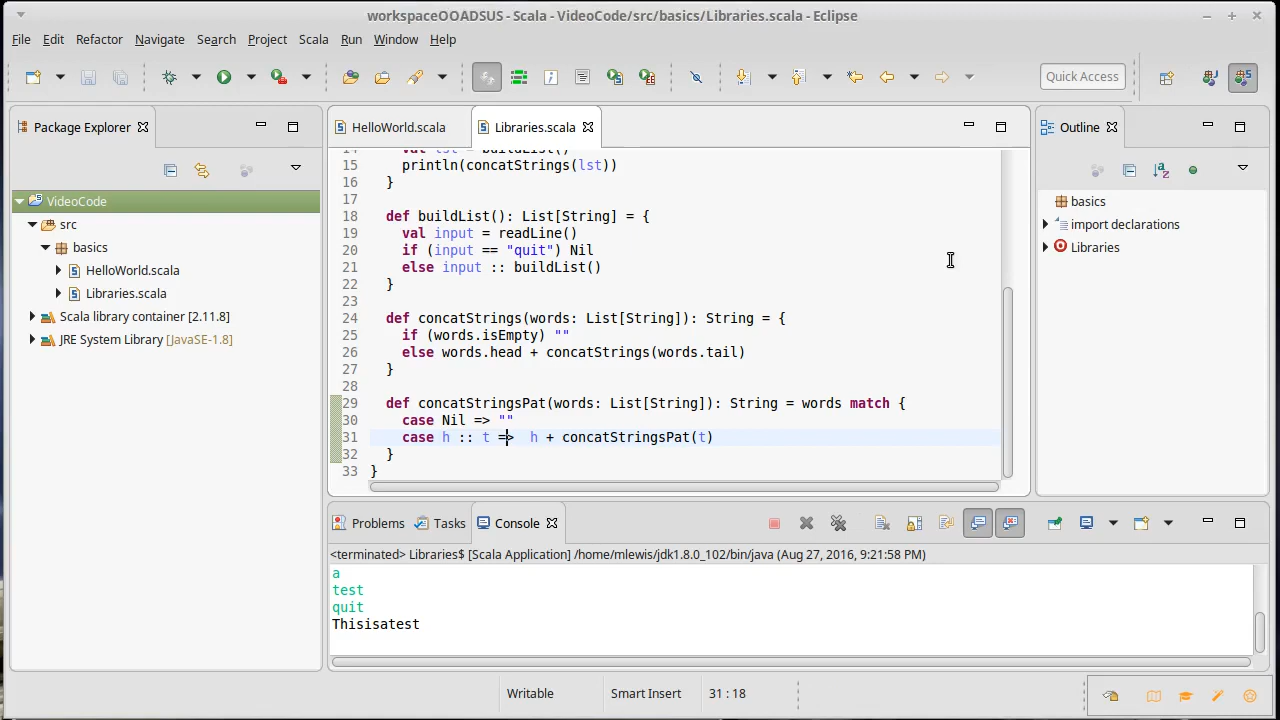 workspaceOOADSUS - Scala - VideoCode/src/basics/Libraries.scala - Eclipse
File Edit Refactor Navigate Search Project Scala Run Window Help
Quick Access
Package Explorer
VideoCode
src
basics
HelloWorld.scala
Libraries.scala
Scala library container [2.11.8]
JRE System Library [JavaSE-1.8]
HelloWorld.scala Libraries.scala
14 val lst = buildList()
15 println(concatStrings(lst))
16 }
17
18 def buildList(): List[String] = {
19 val input = readLine()
20 if (input == "quit") Nil
21 else input :: buildList()
22 }
23
24 def concatStrings(words: List[String]): String = {
25 if (words.isEmpty) ""
26 else words.head + concatStrings(words.tail)
27 }
28
29 def concatStringsPat(words: List[String]): String = words match {
30 case Nil => ""
31 case h :: t =>  h + concatStringsPat(t)
32 }
33 }
Outline
basics
import declarations
Libraries
Problems Tasks Console
<terminated> Libraries$ [Scala Application] /home/mlewis/jdk1.8.0_102/bin/java (Aug 27, 2016, 9:21:58 PM)
a
test
quit
Thisisatest
Writable Smart Insert 31 : 18